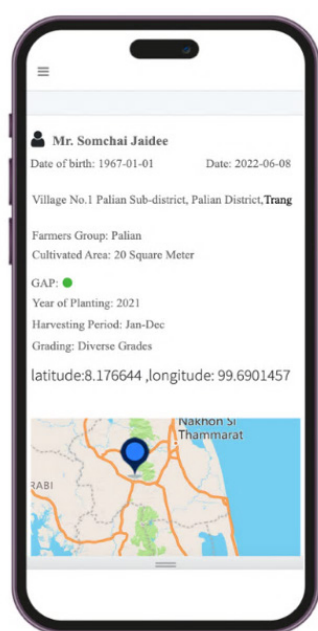 Mr. Somchai Jaidee
Date of birth: 1967-01-01 Date: 2022-06-08
Village No.1 Palian Sub-district, Palian District,Trang
Farmers Group: Palian
Cultivated Area: 20 Square Meter
GAP:
Year of Planting: 2021
Harvesting Period: Jan-Dec
Grading: Diverse Grades
latitude:8.176644 ,longitude: 99.6901457
Nakhon Si
Thammarat
RABI